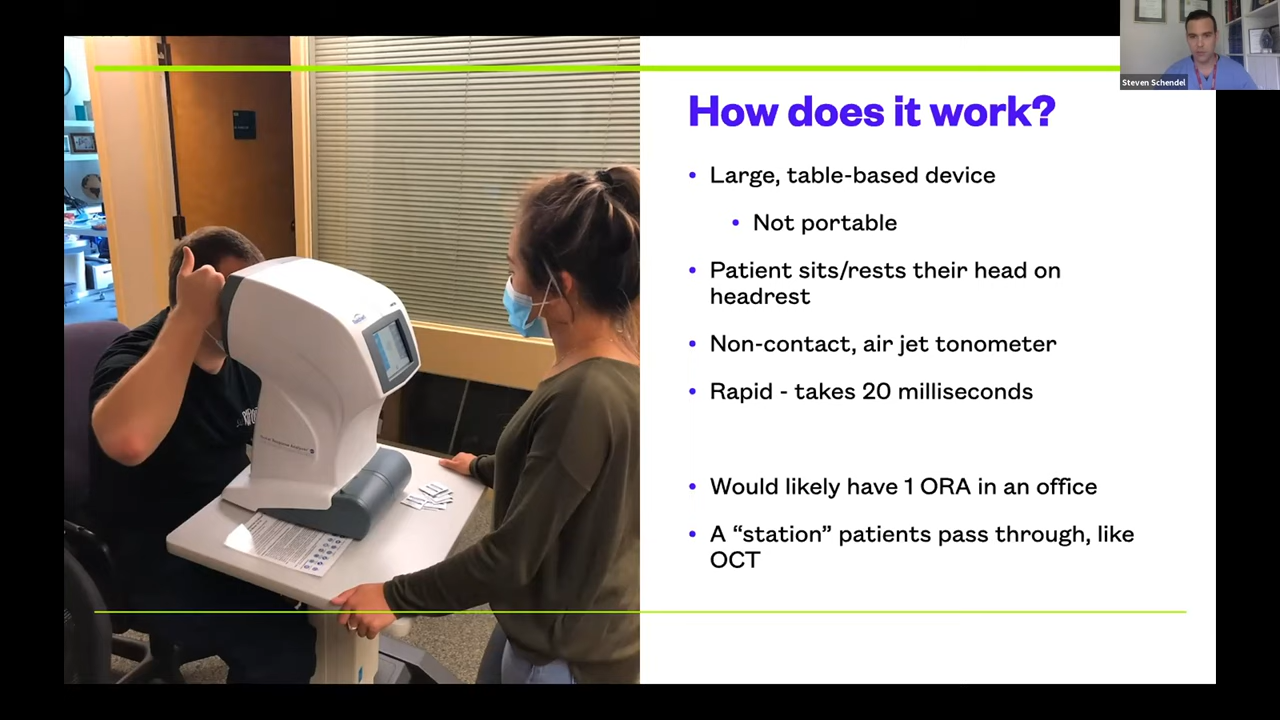 Steven Schendel
How does it work?
• Large, table-based device
• Not portable
• Patient sits/rests their head on
headrest
• Non-contact, air jet tonometer
• Rapid - takes 20 milliseconds
• Would likely have 1 ORA in an office
• A “station” patients pass through, like
OCT